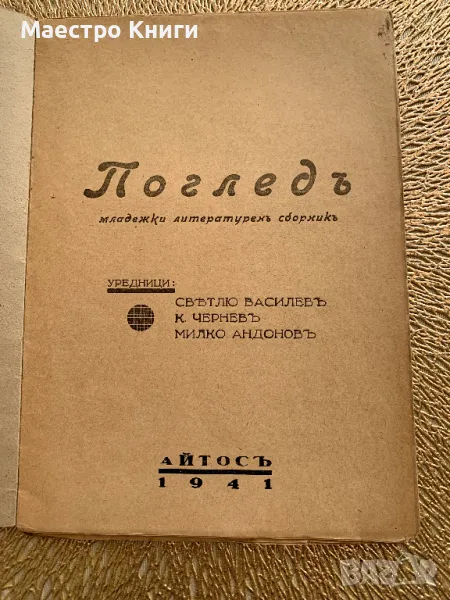 Маестро Книги
Погледъ
младежки литературенъ сборникъ
УРЕДНИЦИ:
СВѢТЛЮ ВАСИЛЕВЪ
К. ЧЕРНЕВЪ
МИЛКО АНДОНОВЪ
АЙТОСЪ
1941